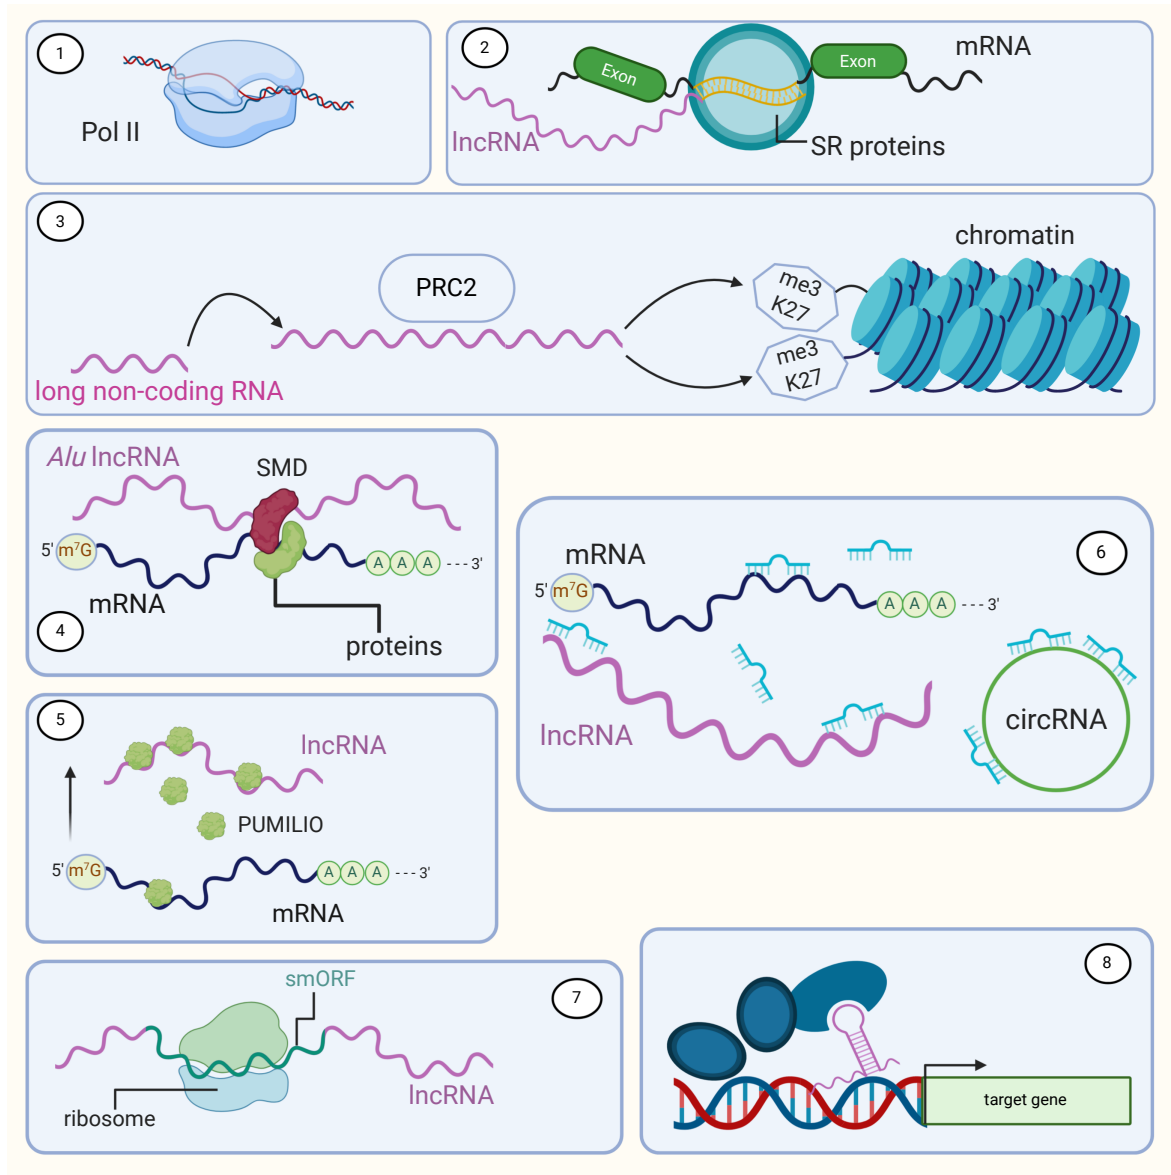 1
Pol II
2
Exon
Exon
mRNA
lncRNA
SR proteins
3
chromatin
PRC2
me3
K27
me3
K27
long non-coding RNA
Alu lncRNA
SMD
5' m⁷G
A A A ---3'
mRNA
4
proteins
5
lncRNA
PUMILIO
5' m⁷G
A A A ---3'
mRNA
6
mRNA
5' m⁷G
A A A ---3'
lncRNA
circRNA
7
smORF
lncRNA
ribosome
8
target gene